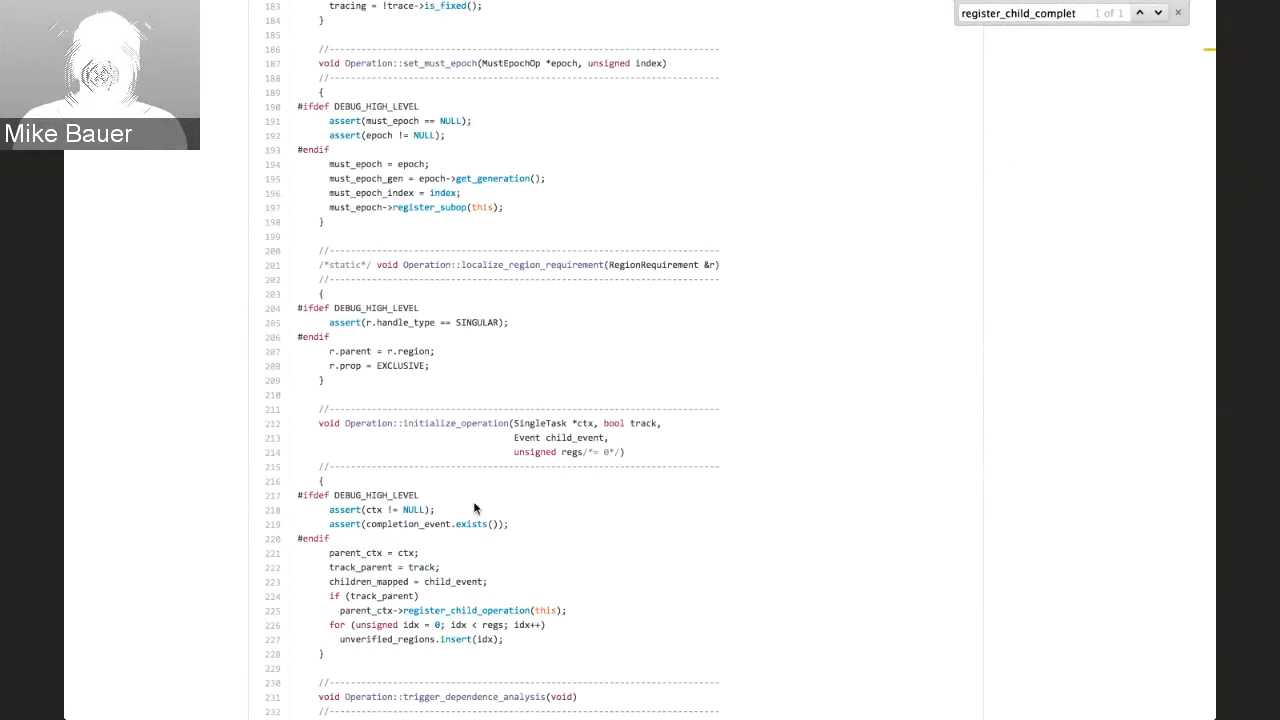 183 tracing = !trace->is_fixed();
184 }
185
186 //---------------------------------------------------------------------------
187 void Operation::set_must_epoch(MustEpochOp *epoch, unsigned index)
188 //---------------------------------------------------------------------------
189 {
190 #ifdef DEBUG_HIGH_LEVEL
191 assert(must_epoch == NULL);
192 assert(epoch != NULL);
193 #endif
194 must_epoch = epoch;
195 must_epoch_gen = epoch->get_generation();
196 must_epoch_index = index;
197 must_epoch->register_subop(this);
198 }
199
200 //---------------------------------------------------------------------------
201 /*static*/ void Operation::localize_region_requirement(RegionRequirement &r)
202 //---------------------------------------------------------------------------
203 {
204 #ifdef DEBUG_HIGH_LEVEL
205 assert(r.handle_type == SINGULAR);
206 #endif
207 r.parent = r.region;
208 r.prop = EXCLUSIVE;
209 }
210
211 //---------------------------------------------------------------------------
212 void Operation::initialize_operation(SingleTask *ctx, bool track,
213 Event child_event,
214 unsigned regs/*= 0*/)
215 //---------------------------------------------------------------------------
216 {
217 #ifdef DEBUG_HIGH_LEVEL
218 assert(ctx != NULL);
219 assert(completion_event.exists());
220 #endif
221 parent_ctx = ctx;
222 track_parent = track;
223 children_mapped = child_event;
224 if (track_parent)
225 parent_ctx->register_child_operation(this);
226 for (unsigned idx = 0; idx < regs; idx++)
227 unverified_regions.insert(idx);
228 }
229
230 //---------------------------------------------------------------------------
231 void Operation::trigger_dependence_analysis(void)
232 //---------------------------------------------------------------------------
register_child_complet 1 of 1
Mike Bauer